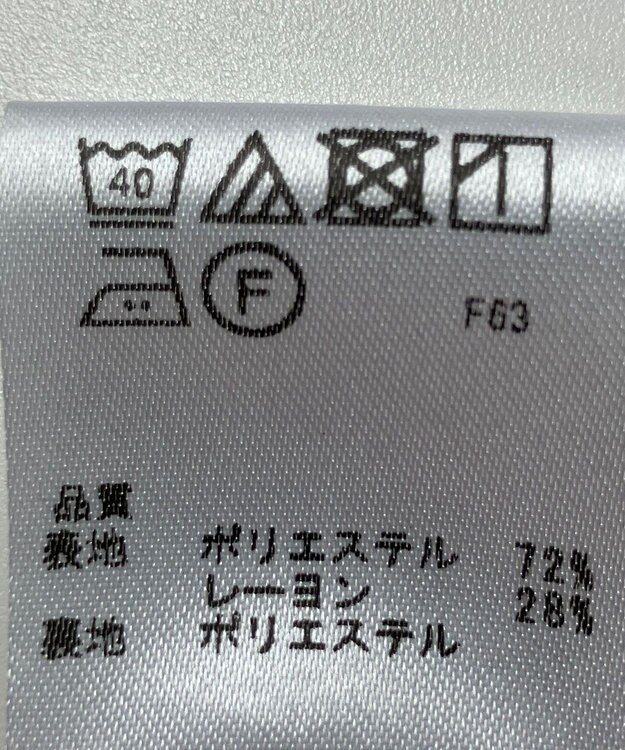 40
F
F63
品質
表地 ポリエステル 72%
レーヨン 28%
裏地 ポリエステル